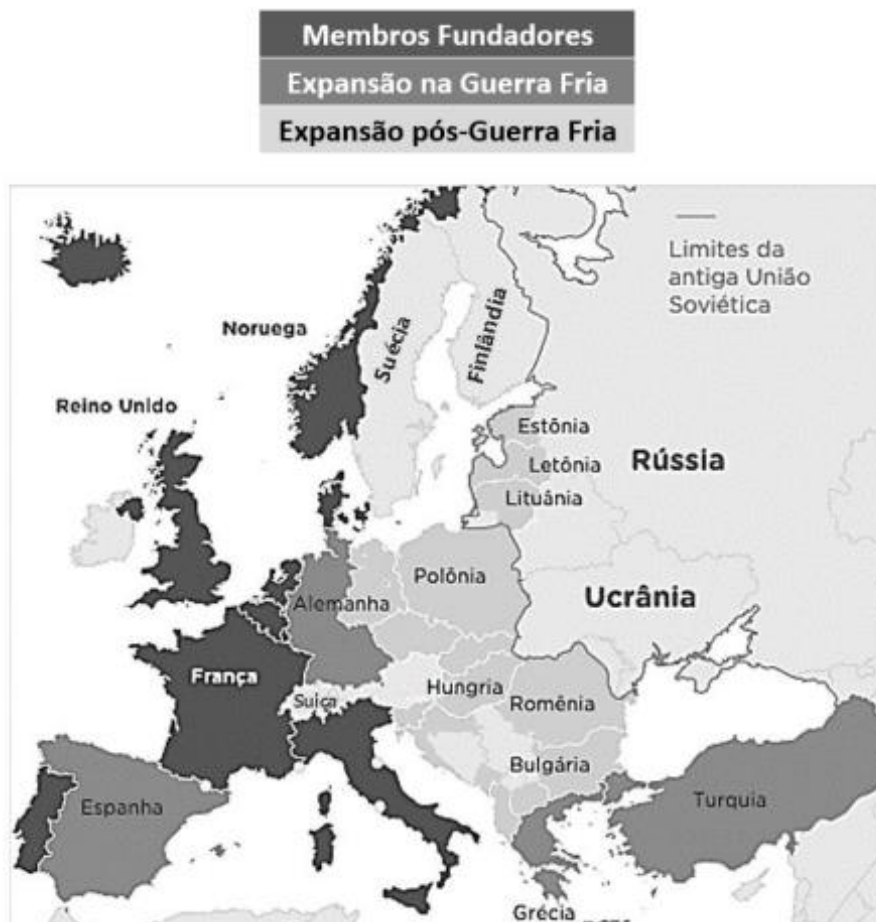 Membros Fundadores
Expansão na Guerra Fria
Expansão pós-Guerra Fria
Limites da
antiga União
Soviética
Noruega
Suécia
Finlândia
Reino Unido
Estônia
Letônia
Rússia
Lituânia
Polônia
Ucrânia
Alemanha
França
Suiça
Hungria
Romênia
Bulgária
Espanha
Turquia
Grécia